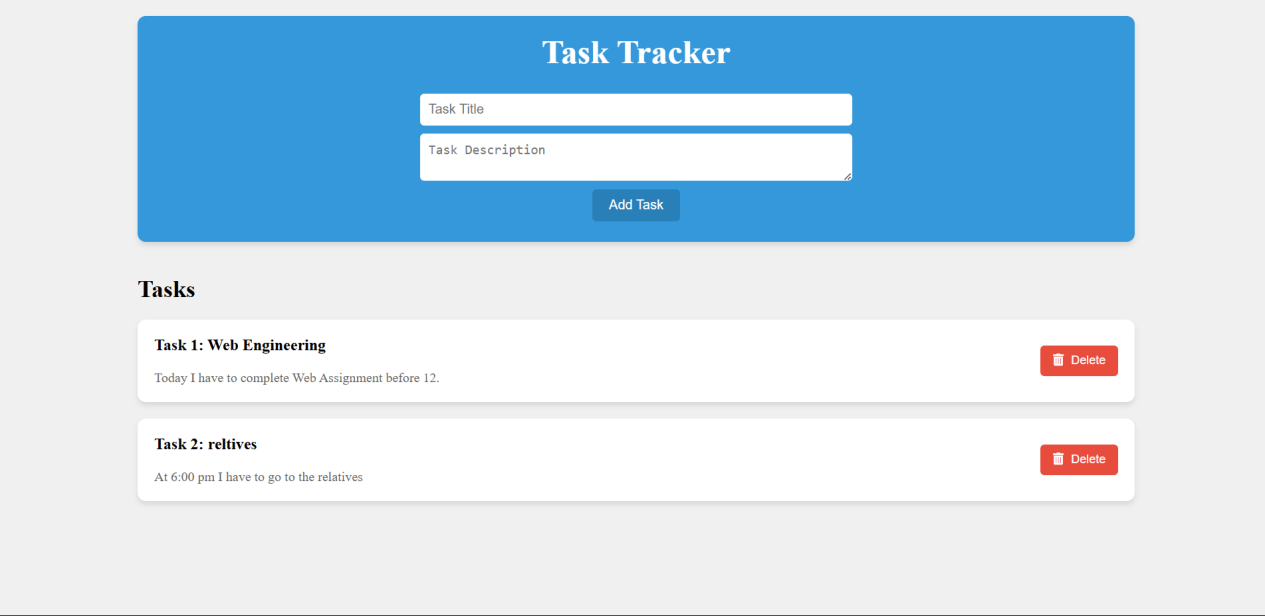 Task Tracker
Task Title
Task Description
Add Task
Tasks
Task 1: Web Engineering
Today I have to complete Web Assignment before 12.
Delete
Task 2: reltives
At 6:00 pm I have to go to the relatives
Delete